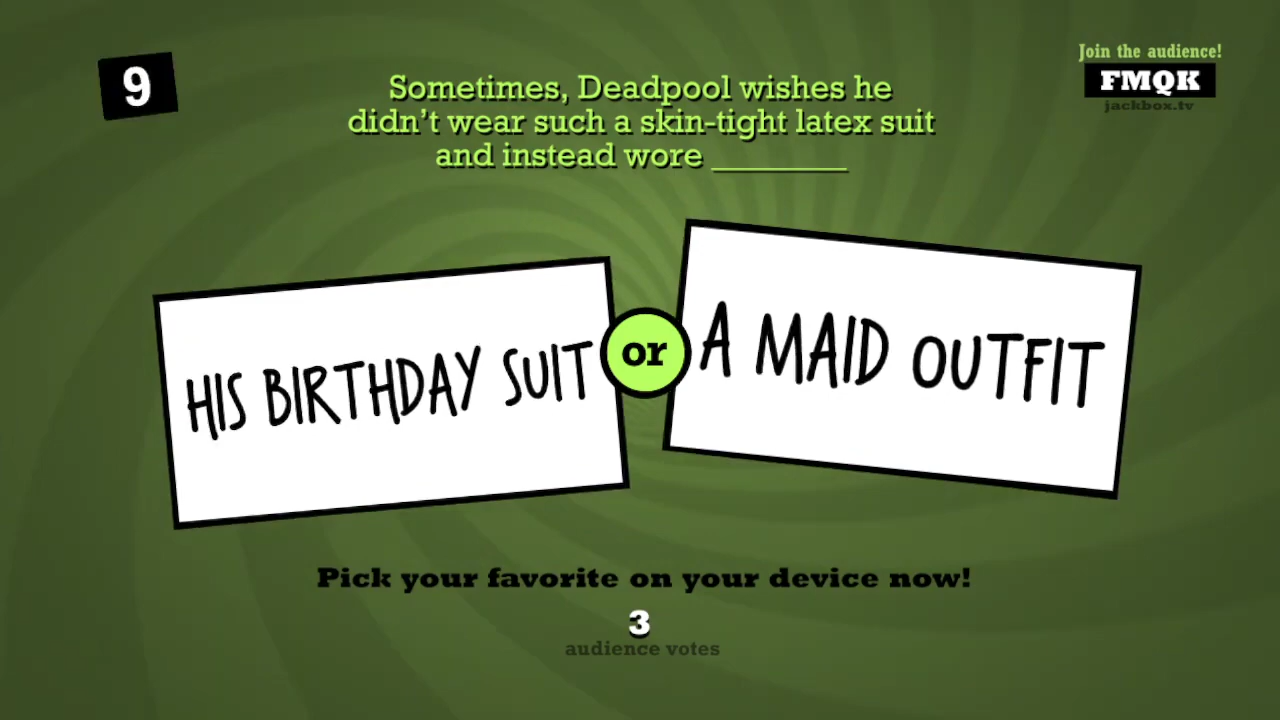 9
Join the audience!
FMQK
jackbox.tv
Sometimes, Deadpool wishes he
didn't wear such a skin-tight latex suit
and instead wore ________
HIS BIRTHDAY SUIT
or
A MAID OUTFIT
Pick your favorite on your device now!
3
audience votes